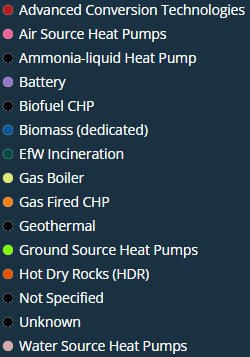 Advanced Conversion Technologies
Air Source Heat Pumps
Ammonia-liquid Heat Pump
Battery
Biofuel CHP
Biomass (dedicated)
EfW Incineration
Gas Boiler
Gas Fired CHP
Geothermal
Ground Source Heat Pumps
Hot Dry Rocks (HDR)
Not Specified
Unknown
Water Source Heat Pumps